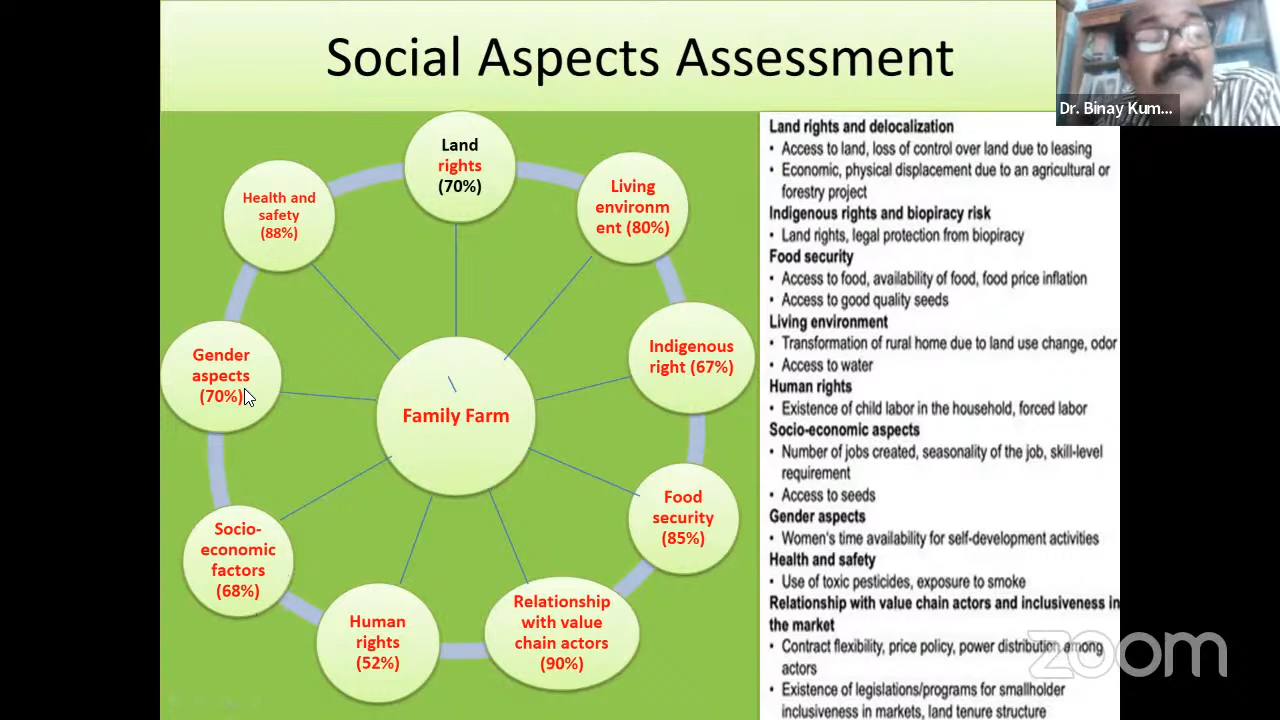 Social Aspects Assessment
Dr. Binay Kum...
Land
rights
(70%)
Living
environm
ent (80%)
Indigenous
right (67%)
Food
security
(85%)
Relationship
with value
chain actors
(90%)
Human
rights
(52%)
Socio-
economic
factors
(68%)
Gender
aspects
(70%)
Health and
safety
(88%)
Family Farm
Land rights and delocalization
• Access to land, loss of control over land due to leasing
• Economic, physical displacement due to an agricultural or
forestry project
Indigenous rights and biopiracy risk
• Land rights, legal protection from biopiracy
Food security
• Access to food, availability of food, food price inflation
• Access to good quality seeds
Living environment
• Transformation of rural home due to land use change, odor
• Access to water
Human rights
• Existence of child labor in the household, forced labor
Socio-economic aspects
• Number of jobs created, seasonality of the job, skill-level
requirement
• Access to seeds
Gender aspects
• Women's time availability for self-development activities
Health and safety
• Use of toxic pesticides, exposure to smoke
Relationship with value chain actors and inclusiveness in
the market
• Contract flexibility, price policy, power distribution among
actors
• Existence of legislations/programs for smallholder
inclusiveness in markets, land tenure structure
zoom